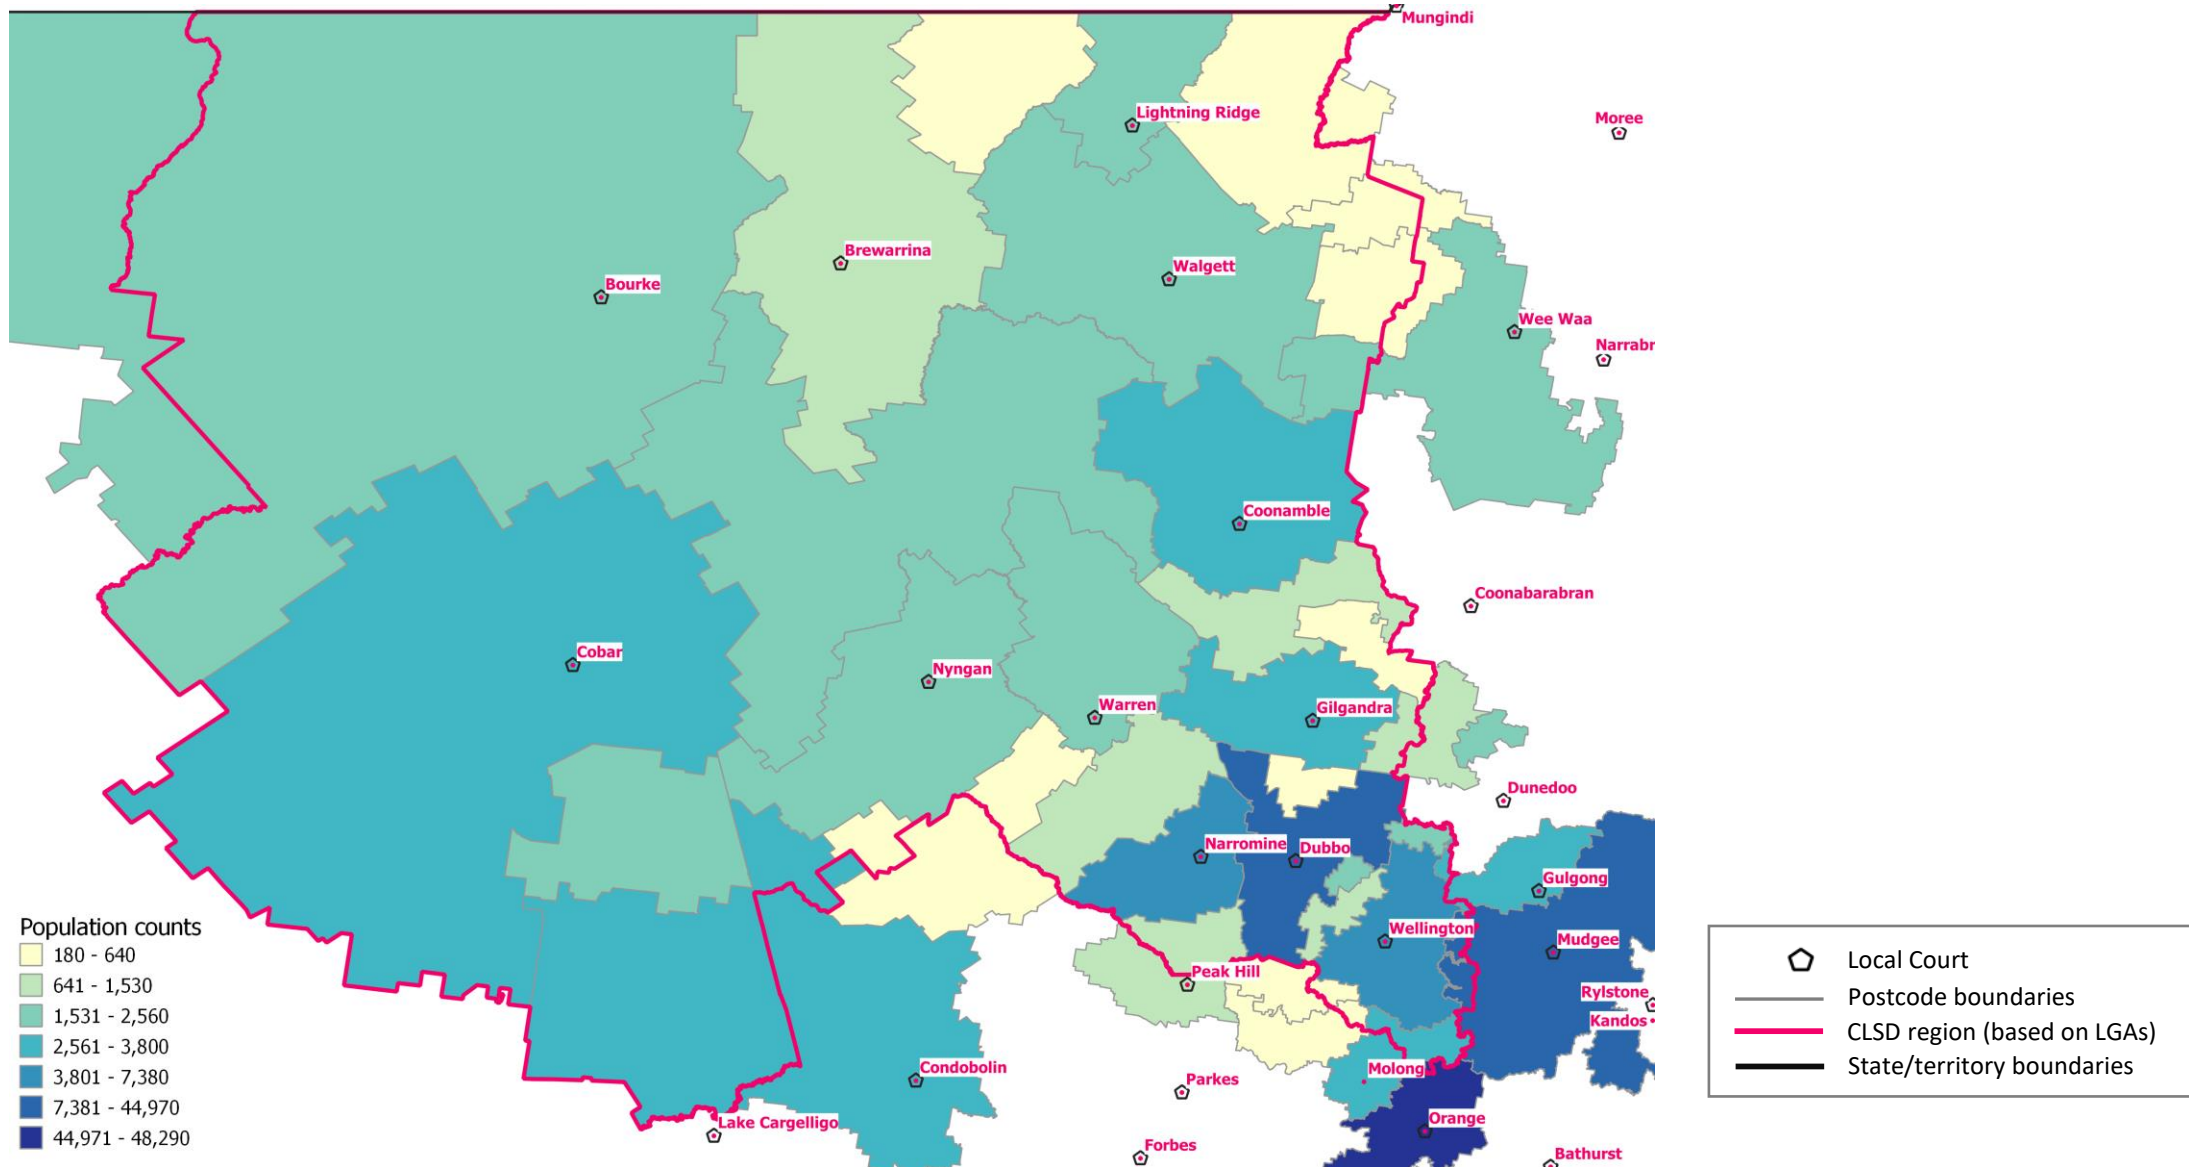 Mungindi
Lightning Ridge
Moree
Brewarrina
Bourke
Walgett
Wee Waa
Narrabr
Coonamble
Coonabarabran
Cobar
Nyngan
Warren
Gilgandra
Dunedoo
Narromine
Dubbo
Gulgong
Wellington
Mudgee
Peak Hill
Rylstone
Kandos
Condobolin
Parkes
Molong
Lake Cargelligo
Orange
Forbes
Bathurst
Population counts
180 - 640
641 - 1,530
1,531 - 2,560
2,561 - 3,800
3,801 - 7,380
7,381 - 44,970
44,971 - 48,290
Local Court
Postcode boundaries
CLSD region (based on LGAs)
State/territory boundaries